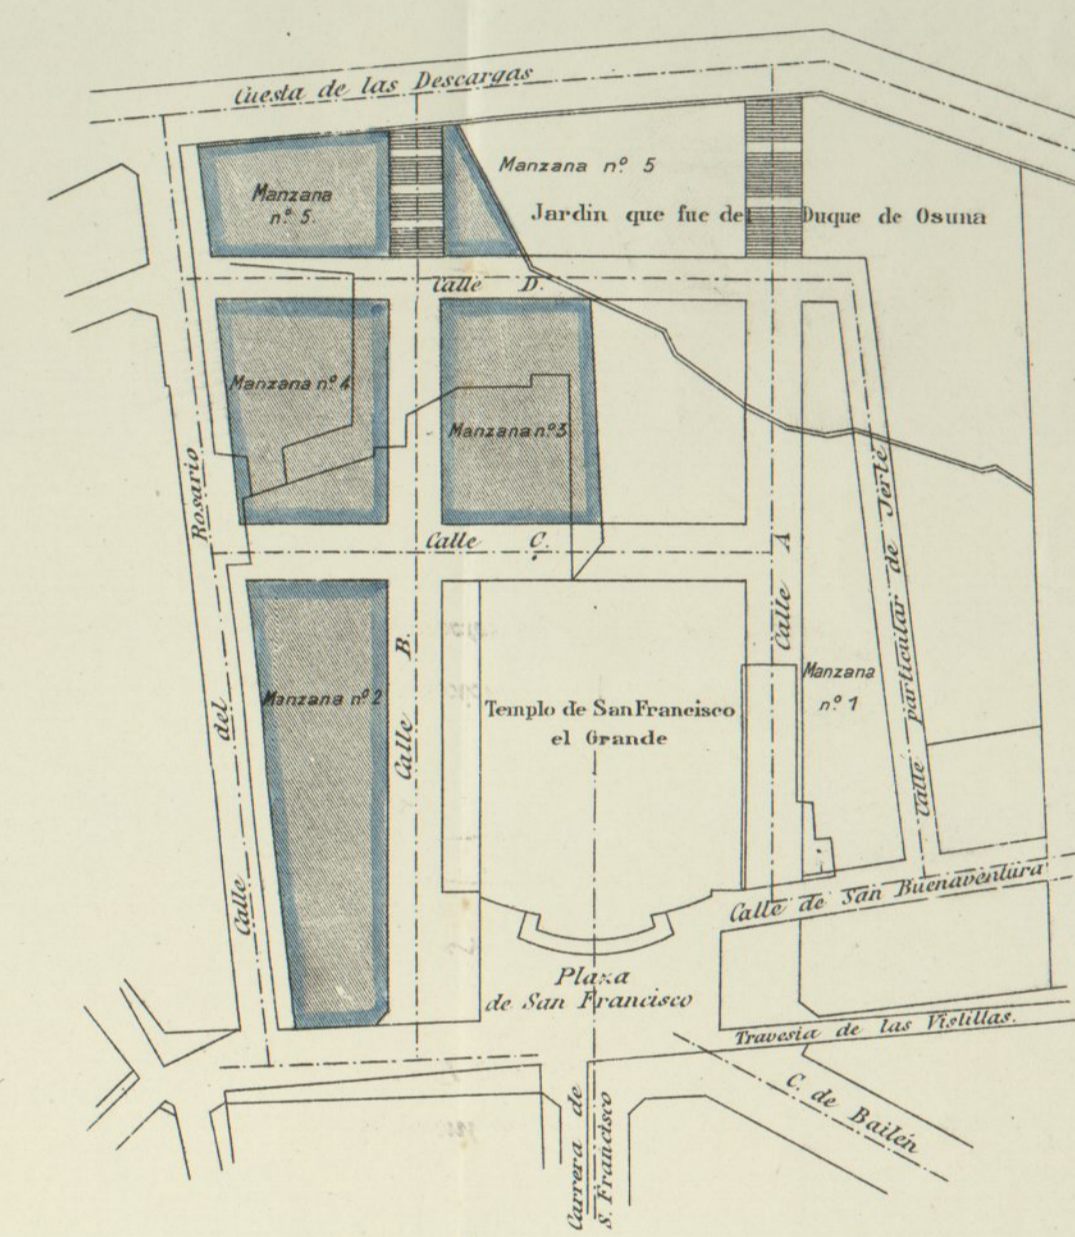 Cuesta de las Descargas
Manzana
nº 5.
Manzana nº 5
Jardin que fue del Duque de Osuna
Calle D.
Manzana nº 4
Manzana nº 3
Calle C.
Calle A
Calle particular de Jerte
Calle del Rosario
Calle B.
Manzana nº 2
Manzana
nº 1
Templo de San Francisco
el Grande
Calle de San Buenaventura
Plaza
de San Francisco
Travesia de las Vistillas.
C. de Bailén
Carrera de
S. Francisco